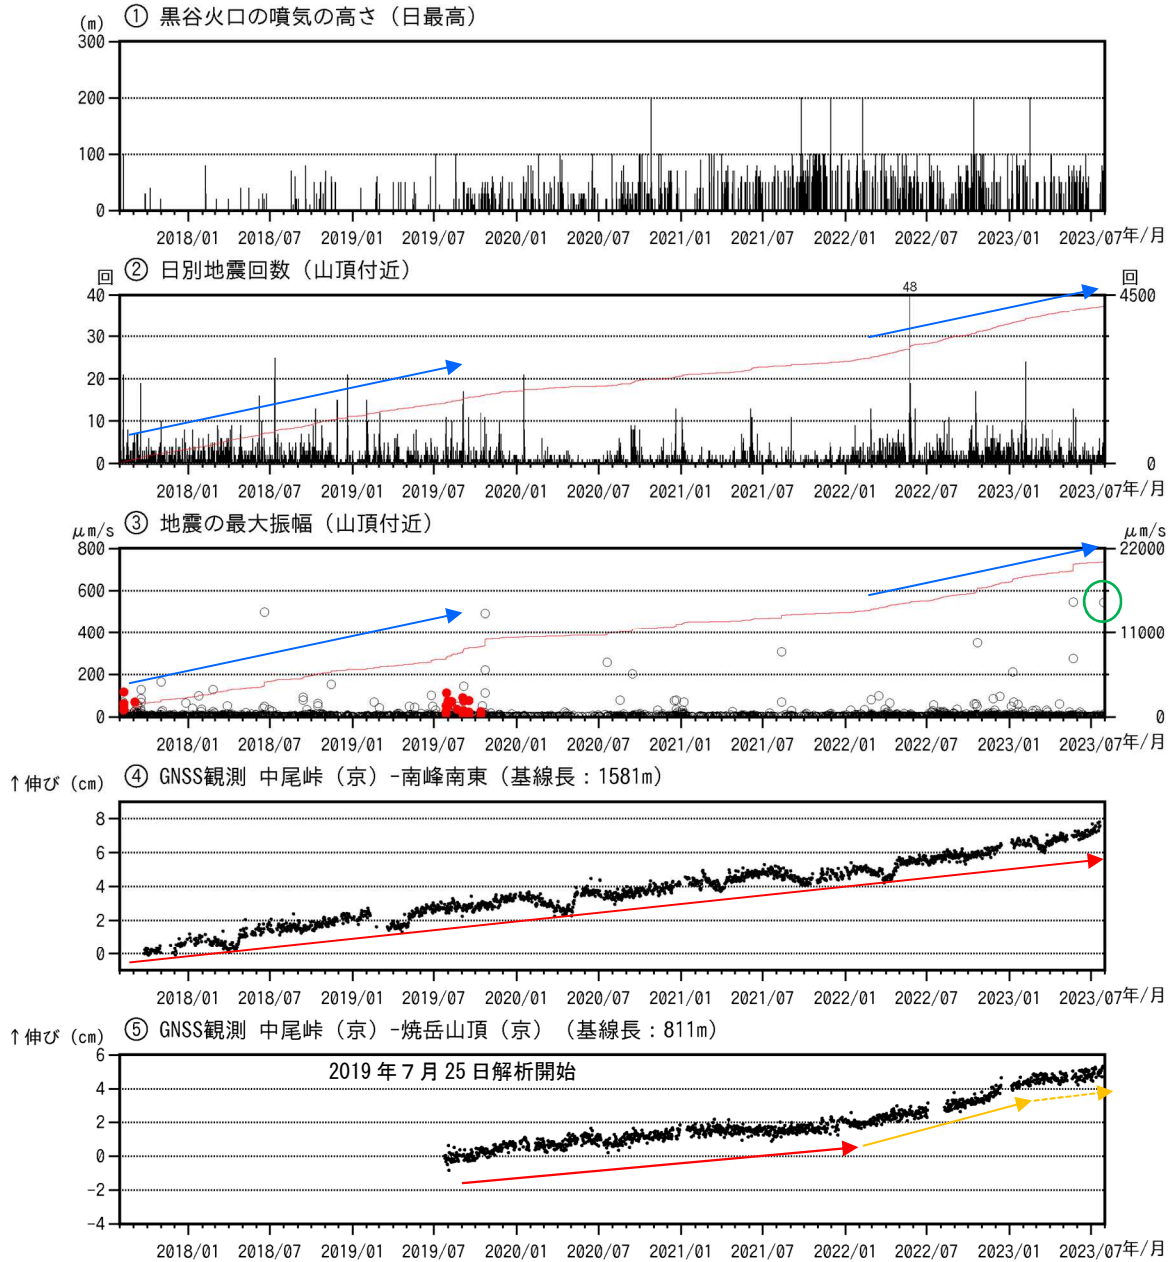 ① 黒谷火口の噴気の高さ（日最高）
(m)
300
200
100
0
2018/01 2018/07 2019/01 2019/07 2020/01 2020/07 2021/01 2021/07 2022/01 2022/07 2023/01 2023/07年/月
② 日別地震回数（山頂付近）
回 回
48
40 4500
30
20
10
0 0
2018/01 2018/07 2019/01 2019/07 2020/01 2020/07 2021/01 2021/07 2022/01 2022/07 2023/01 2023/07年/月
③ 地震の最大振幅（山頂付近）
μm/s μm/s
800 22000
600
400 11000
200
0 0
2018/01 2018/07 2019/01 2019/07 2020/01 2020/07 2021/01 2021/07 2022/01 2022/07 2023/01 2023/07年/月
④ GNSS観測 中尾峠（京）-南峰南東（基線長：1581m）
↑伸び(cm)
8
6
4
2
0
2018/01 2018/07 2019/01 2019/07 2020/01 2020/07 2021/01 2021/07 2022/01 2022/07 2023/01 2023/07年/月
⑤ GNSS観測 中尾峠（京）-焼岳山頂（京）（基線長：811m）
↑伸び(cm)
2019 年 7 月 25 日解析開始
6
4
2
0
-2
-4
2018/01 2018/07 2019/01 2019/07 2020/01 2020/07 2021/01 2021/07 2022/01 2022/07 2023/01 2023/07年/月